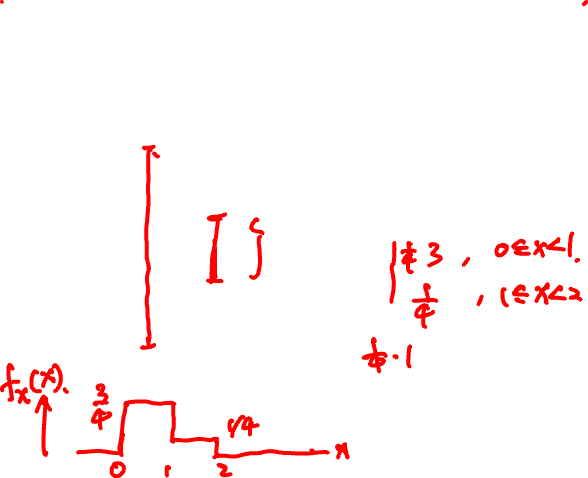 1/4 3 , 0 ≤ x < 1.
1/4 , 1 ≤ x < 2
1/4 · 1
f_X(x).
3/4
1/4
x
0 1 2